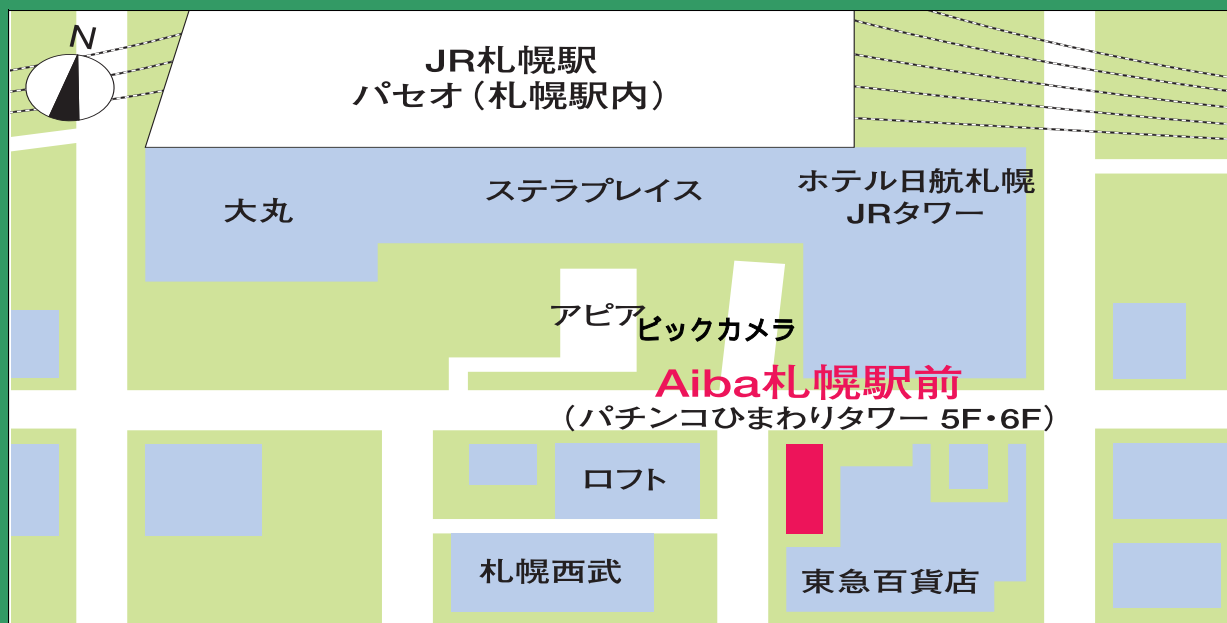 N
JR札幌駅
パセオ(札幌駅内)
大丸
ステラプレイス
ホテル日航札幌
JRタワー
アピア
ビックカメラ
Aiba札幌駅前
(パチンコひまわりタワー 5F・6F)
ロフト
札幌西武
東急百貨店